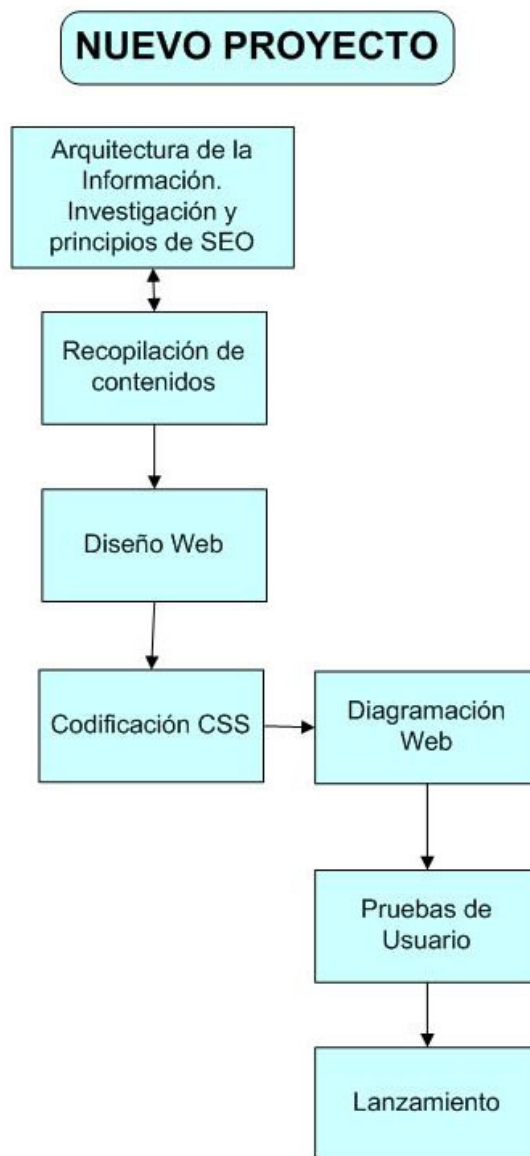 NUEVO PROYECTO
Arquitectura de la
Información.
Investigación y
principios de SEO
Recopilación de
contenidos
Diseño Web
Codificación CSS
Diagramación
Web
Pruebas de
Usuario
Lanzamiento